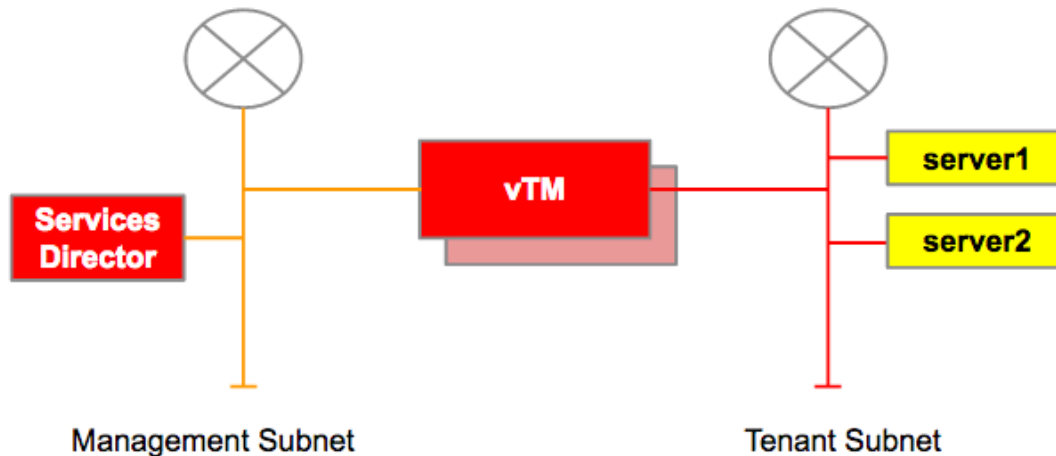 vTM
Services
Director
server1
server2
Management Subnet
Tenant Subnet